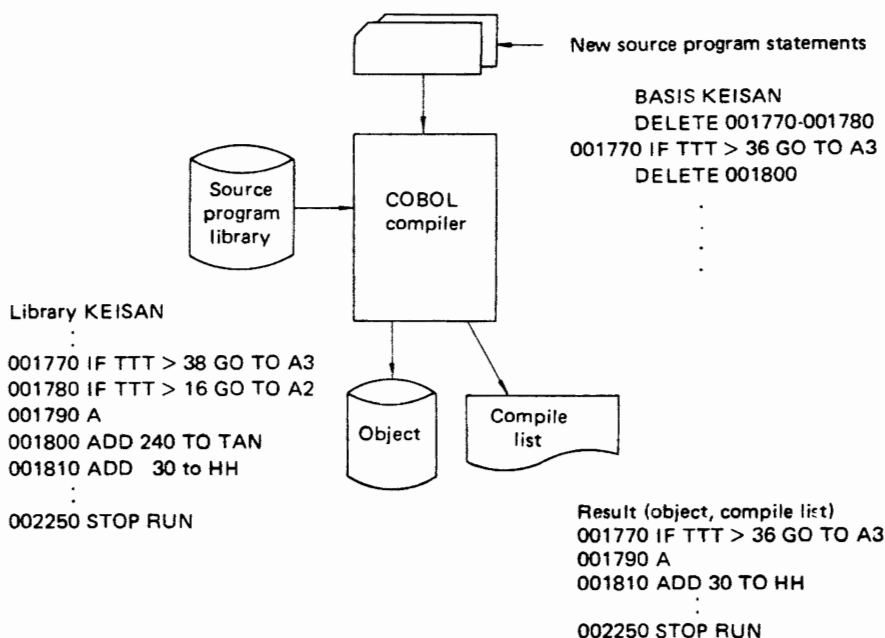 New source program statements
BASIS KEISAN
DELETE 001770-001780
001770 IF TTT > 36 GO TO A3
DELETE 001800
Source
program
library
COBOL
compiler
Library KEISAN
001770 IF TTT > 38 GO TO A3
001780 IF TTT > 16 GO TO A2
001790 A
001800 ADD 240 TO TAN
001810 ADD 30 to HH
002250 STOP RUN
Object
Compile
list
Result (object, compile list)
001770 IF TTT > 36 GO TO A3
001790 A
001810 ADD 30 TO HH
002250 STOP RUN